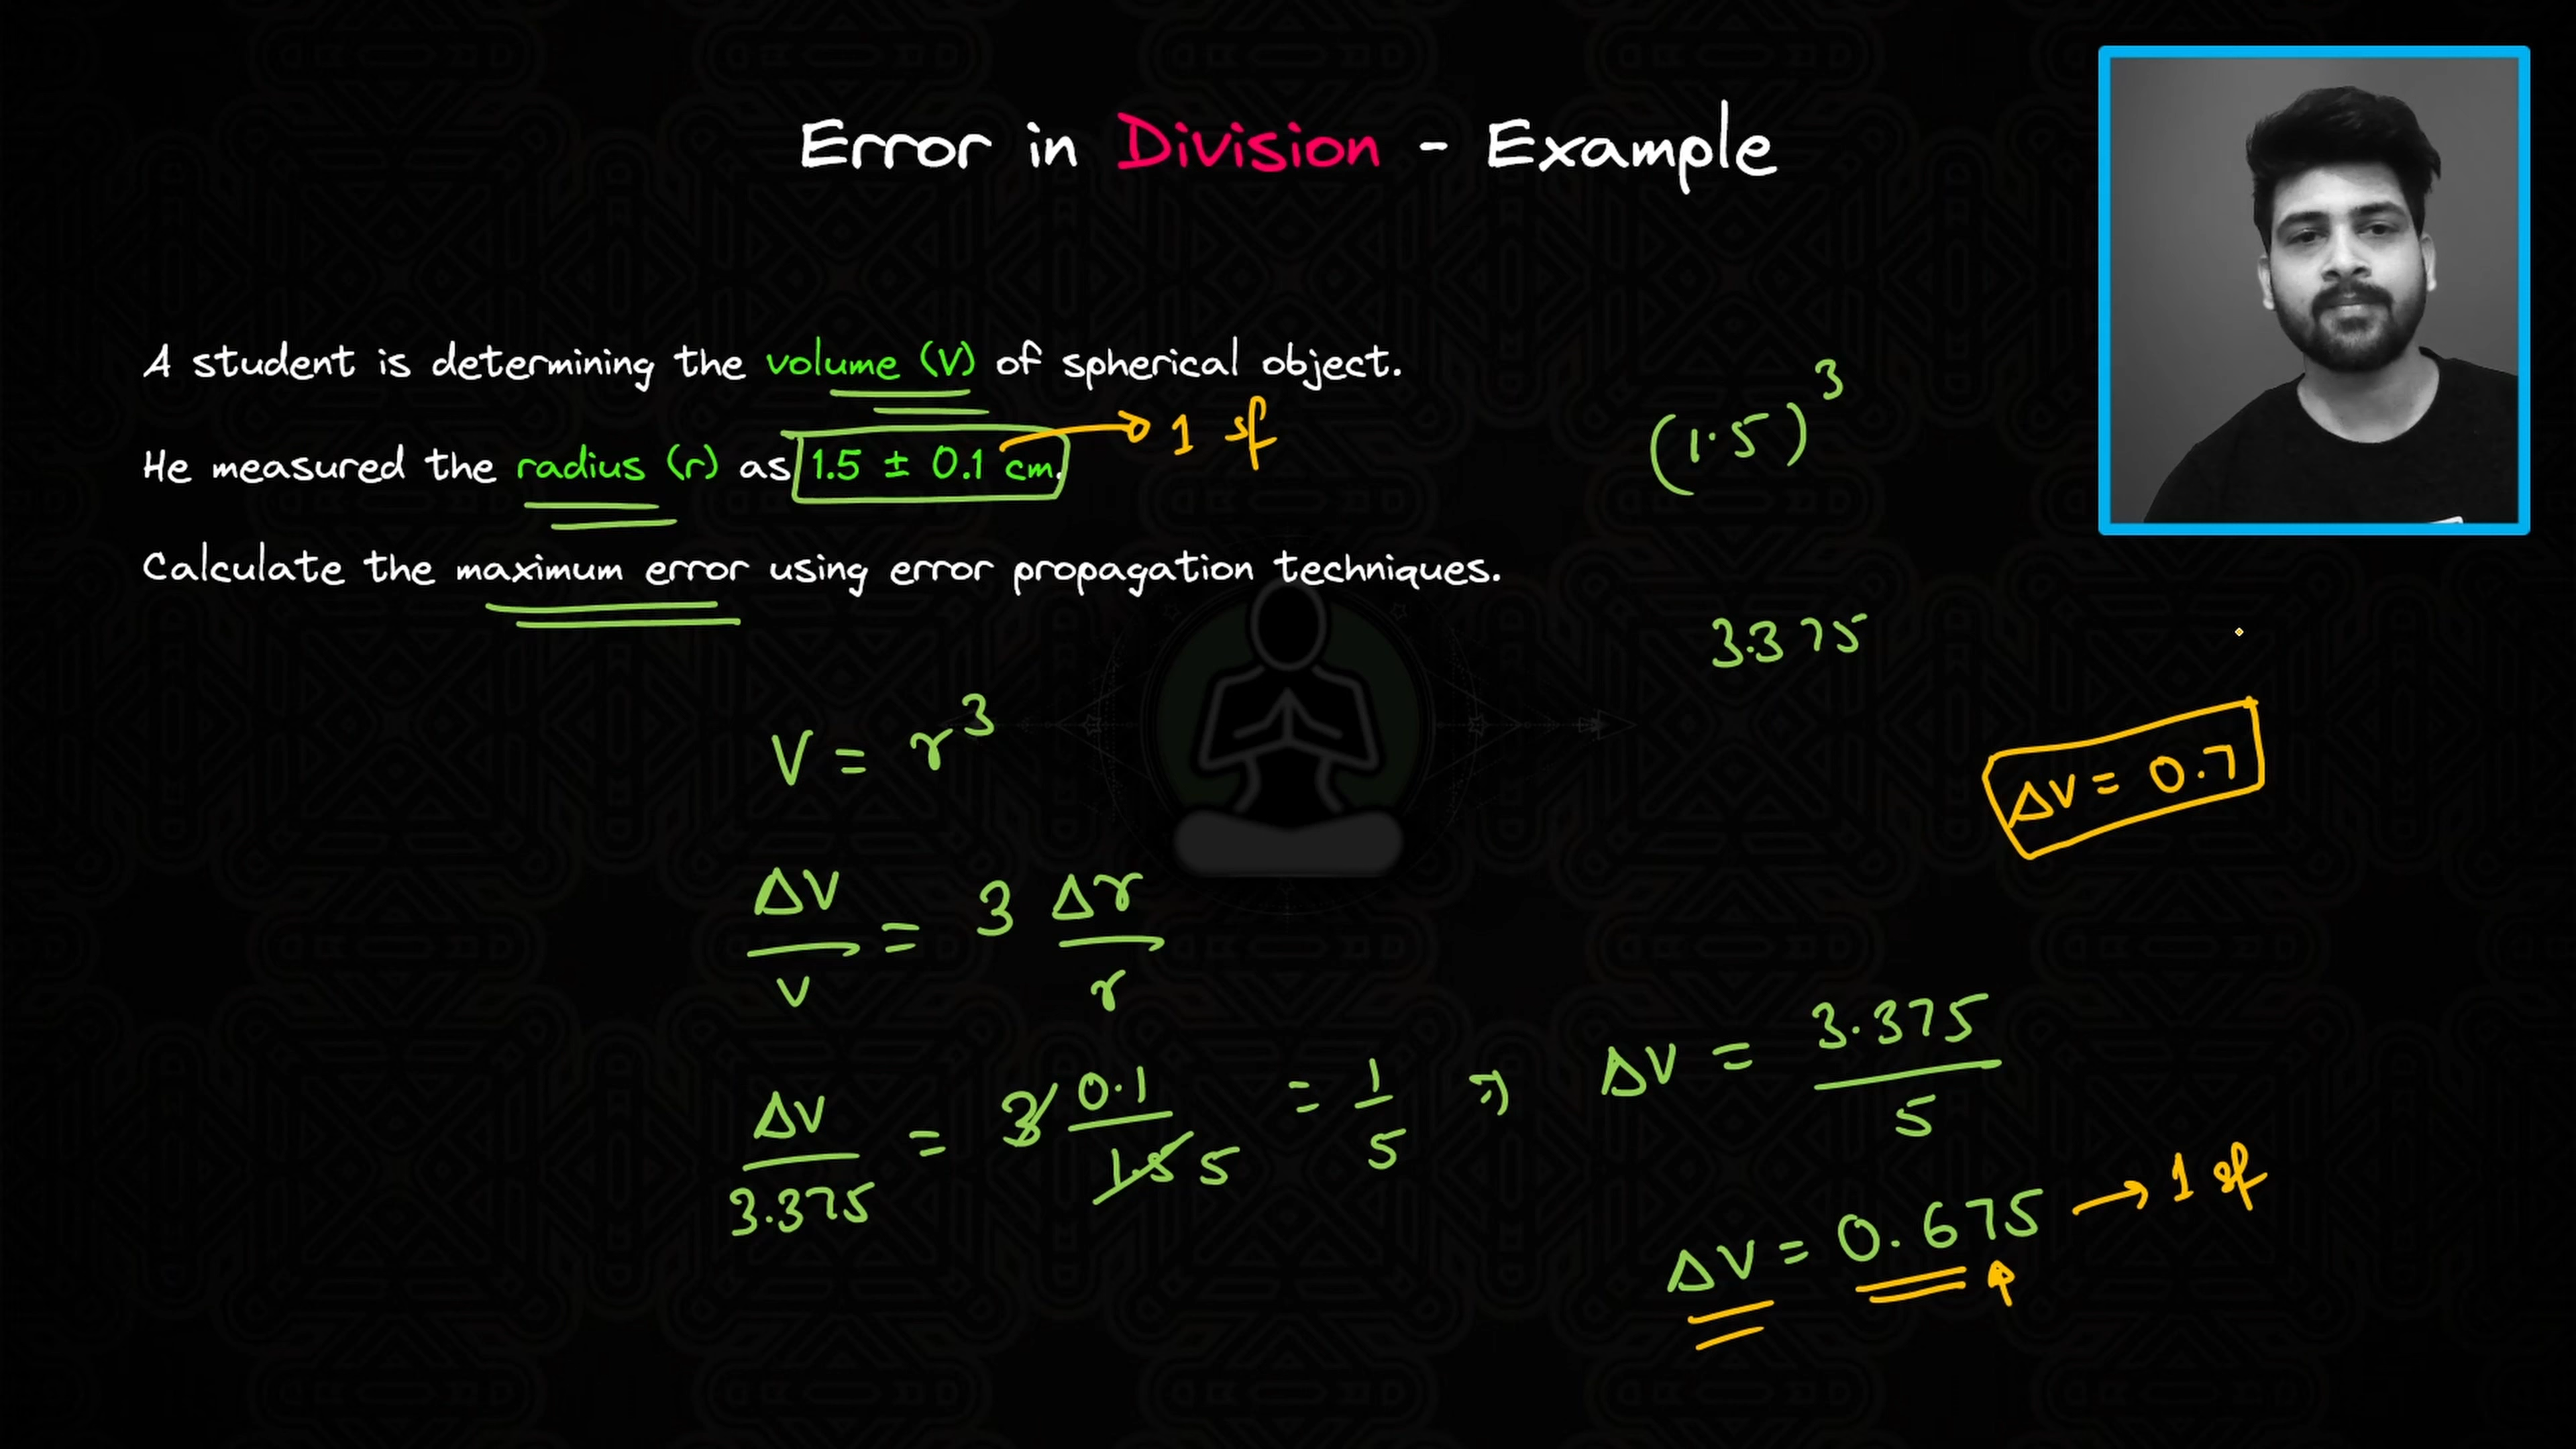 Error in Division - Example
A student is determining the volume (V) of spherical object.
He measured the radius (r) as 1.5 ± 0.1 cm.
1 sf
Calculate the maximum error using error propagation techniques.
(1.5)³
3.375
V = r³
ΔV/V = 3 Δr/r
ΔV/3.375 = 3 0.1/1.5 5 = 1/5 ⇒ ΔV = 3.375/5
ΔV = 0.675 → 1 sf
ΔV = 0.7